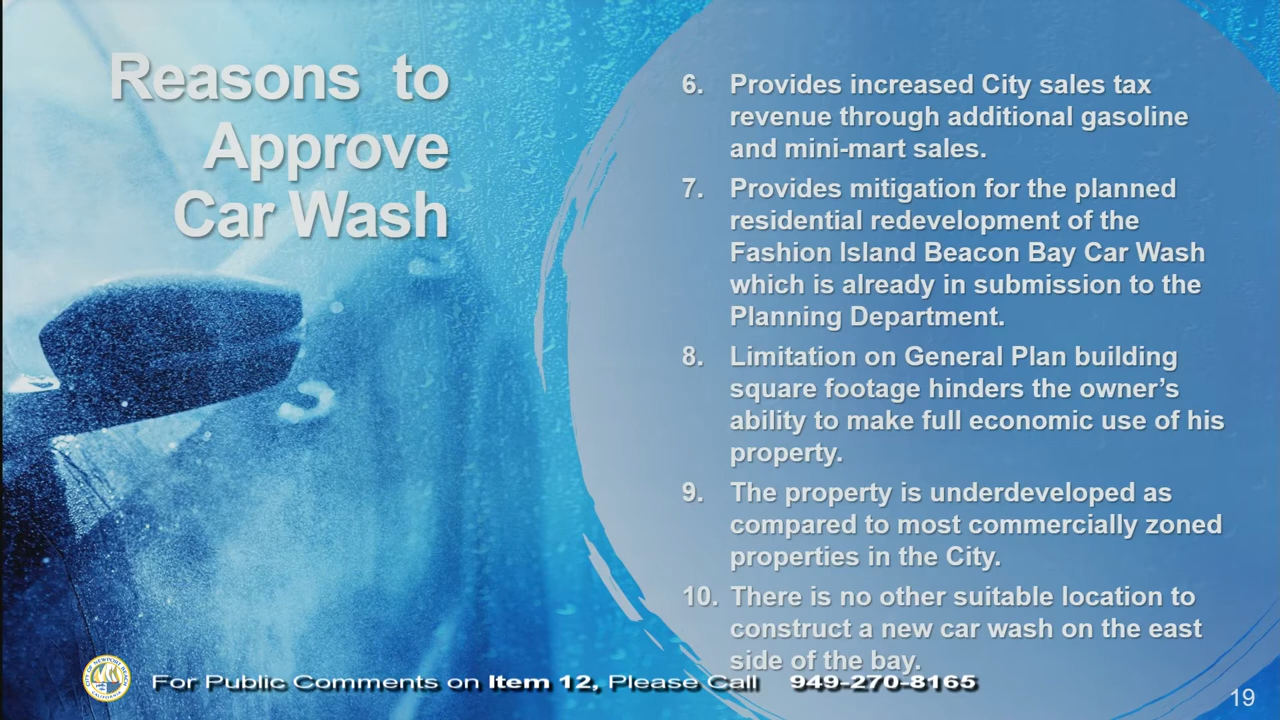 Reasons to
Approve
Car Wash
6. Provides increased City sales tax
revenue through additional gasoline
and mini-mart sales.
7. Provides mitigation for the planned
residential redevelopment of the
Fashion Island Beacon Bay Car Wash
which is already in submission to the
Planning Department.
8. Limitation on General Plan building
square footage hinders the owner’s
ability to make full economic use of his
property.
9. The property is underdeveloped as
compared to most commercially zoned
properties in the City.
10. There is no other suitable location to
construct a new car wash on the east
side of the bay.
CITY OF NEWPORT BEACH
CALIFORNIA
For Public Comments on Item 12, Please Call 949-270-8165
19